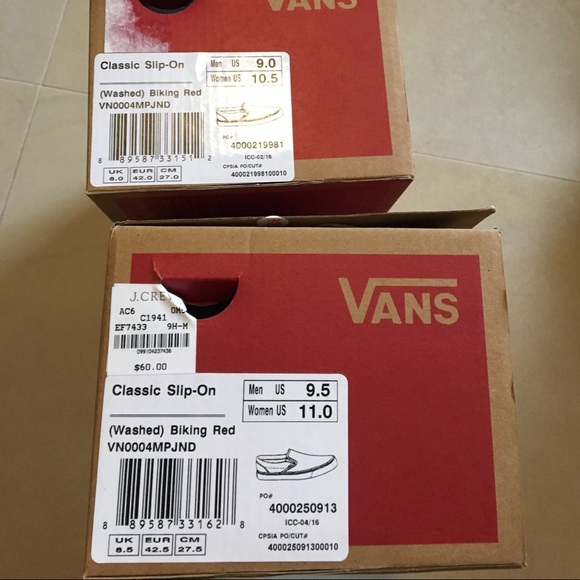 VANS
Classic Slip-On
Men US 9.0
Women US 10.5
(Washed) Biking Red
VN0004MPJND
PO#
4000219981
ICC-02/16
CPSIA PO/CUT#
400021998100010
8 89587 33151 2
UK EUR CM
8.0 42.0 27.0
VANS
J.CREW
AC6
C1941
EF7433 9H-M
099104237436
$60.00
Classic Slip-On
Men US 9.5
Women US 11.0
(Washed) Biking Red
VN0004MPJND
PO#
4000250913
ICC-04/16
CPSIA PO/CUT#
400025091300010
8 89587 33162 8
UK EUR CM
8.5 42.5 27.5